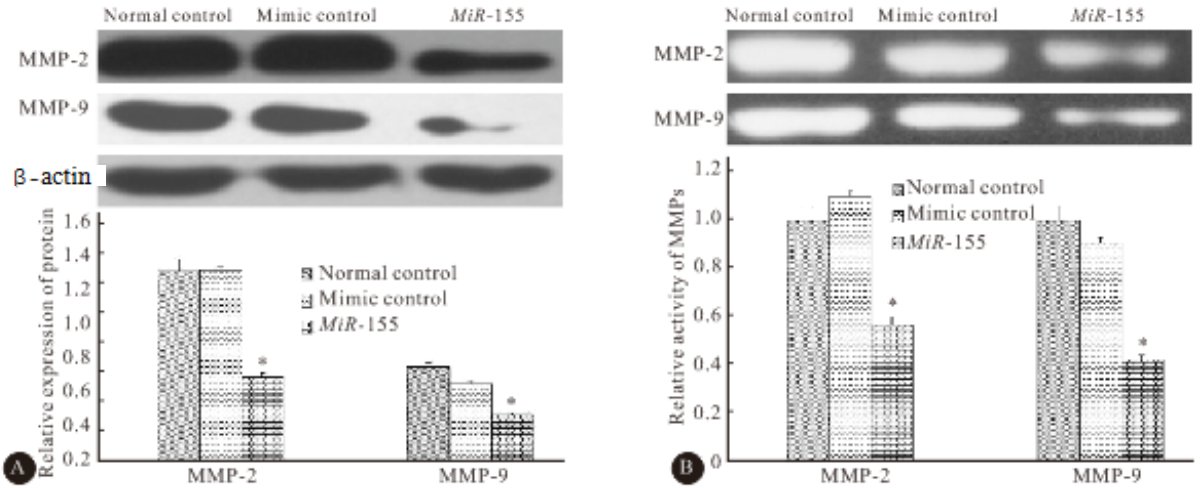 Normal control Mimic control MiR-155
MMP-2
MMP-9
β-actin
Relative expression of protein
1.6
1.4
1.2
1.0
0.8
0.6
0.4
0.2
Normal control
Mimic control
MiR-155
*
*
MMP-2 MMP-9
A
Normal control Mimic control MiR-155
MMP-2
MMP-9
Relative activity of MMPs
1.2
1.0
0.8
0.6
0.4
0.2
0
Normal control
Mimic control
MiR-155
*
*
MMP-2 MMP-9
B